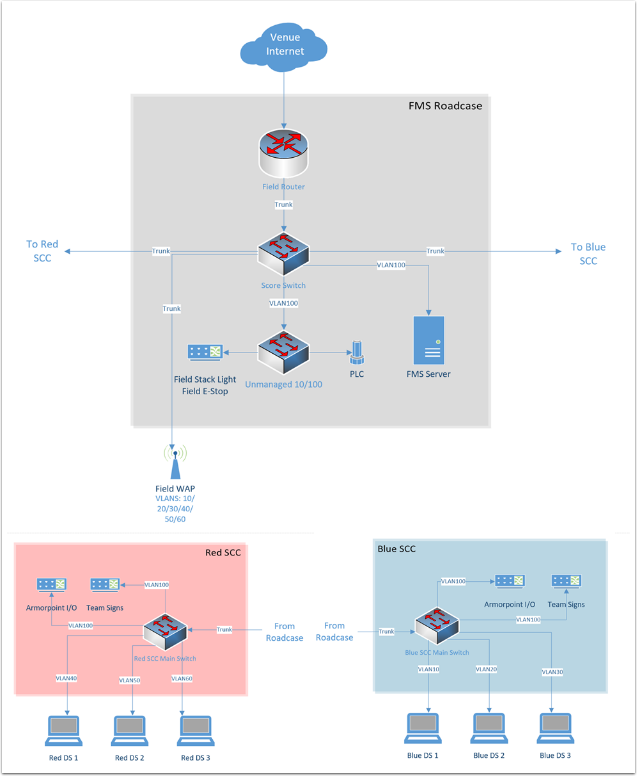 Venue
Internet
FMS Roadcase
Field Router
Trunk
To Red
SCC
Trunk
Trunk
To Blue
SCC
Score Switch
VLAN100
VLAN100
Trunk
Field Stack Light
Field E-Stop
Unmanaged 10/100
PLC
FMS Server
Field WAP
VLANS: 10/
20/30/40/
50/60
Red SCC
VLAN100
Armorpoint I/O
Team Signs
VLAN100
Red SCC Main Switch
Trunk
From
Roadcase
VLAN40
VLAN50
VLAN60
Red DS 1
Red DS 2
Red DS 3
Blue SCC
VLAN100
Armorpoint I/O
Team Signs
VLAN100
From
Roadcase
Trunk
Blue SCC Main Switch
VLAN10
VLAN20
VLAN30
Blue DS 1
Blue DS 2
Blue DS 3